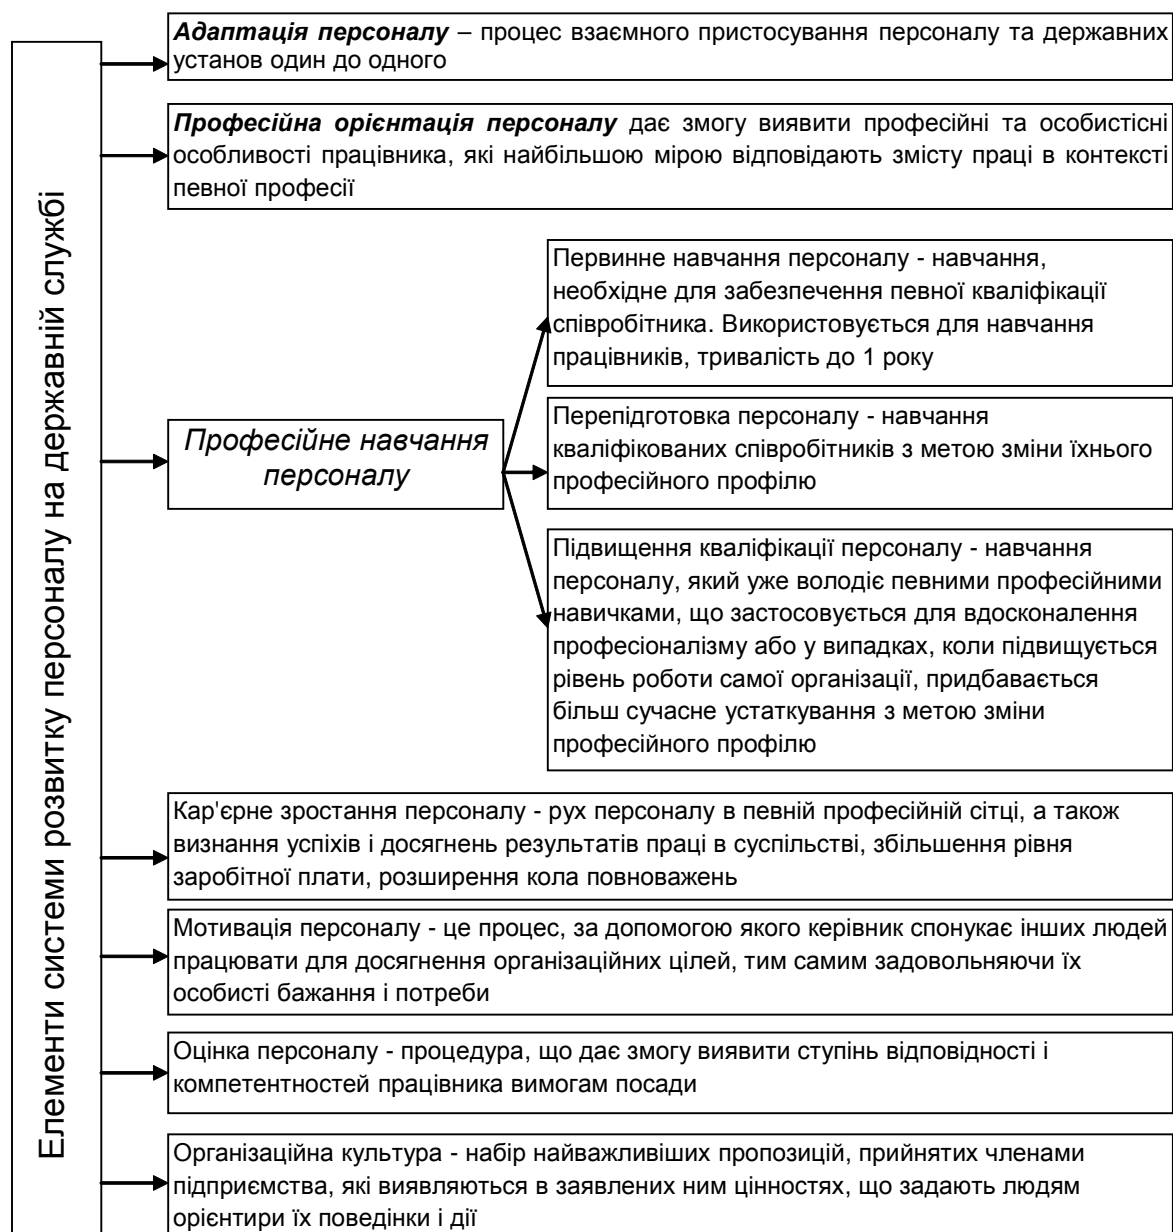 Елементи системи розвитку персоналу на державній службі
Адаптація персоналу – процес взаємного пристосування персоналу та державних
установ один до одного
Професійна орієнтація персоналу дає змогу виявити професійні та особистісні
особливості працівника, які найбільшою мірою відповідають змісту праці в контексті
певної професії
Професійне навчання
персоналу
Первинне навчання персоналу - навчання,
необхідне для забезпечення певної кваліфікації
співробітника. Використовується для навчання
працівників, тривалість до 1 року
Перепідготовка персоналу - навчання
кваліфікованих співробітників з метою зміни їхнього
професійного профілю
Підвищення кваліфікації персоналу - навчання
персоналу, який уже володіє певними професійними
навичками, що застосовується для вдосконалення
професіоналізму або у випадках, коли підвищується
рівень роботи самої організації, придбавається
більш сучасне устаткування з метою зміни
професійного профілю
Кар'єрне зростання персоналу - рух персоналу в певній професійній сітці, а також
визнання успіхів і досягнень результатів праці в суспільстві, збільшення рівня
заробітної плати, розширення кола повноважень
Мотивація персоналу - це процес, за допомогою якого керівник спонукає інших людей
працювати для досягнення організаційних цілей, тим самим задовольняючи їх
особисті бажання і потреби
Оцінка персоналу - процедура, що дає змогу виявити ступінь відповідності і
компетентностей працівника вимогам посади
Організаційна культура - набір найважливіших пропозицій, прийнятих членами
підприємства, які виявляються в заявлених ним цінностях, що задають людям
орієнтири їх поведінки і дії